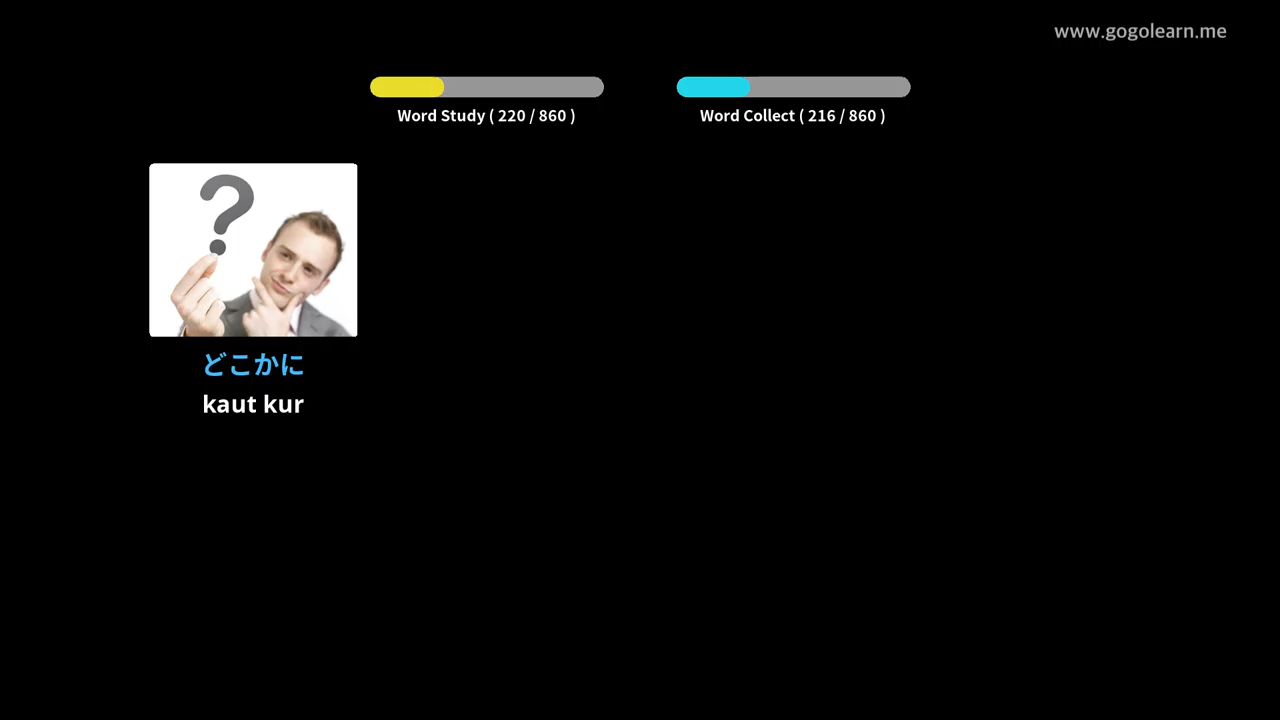 www.gogolearn.me
Word Study ( 220 / 860 )
Word Collect ( 216 / 860 )
?
どこかに
kaut kur